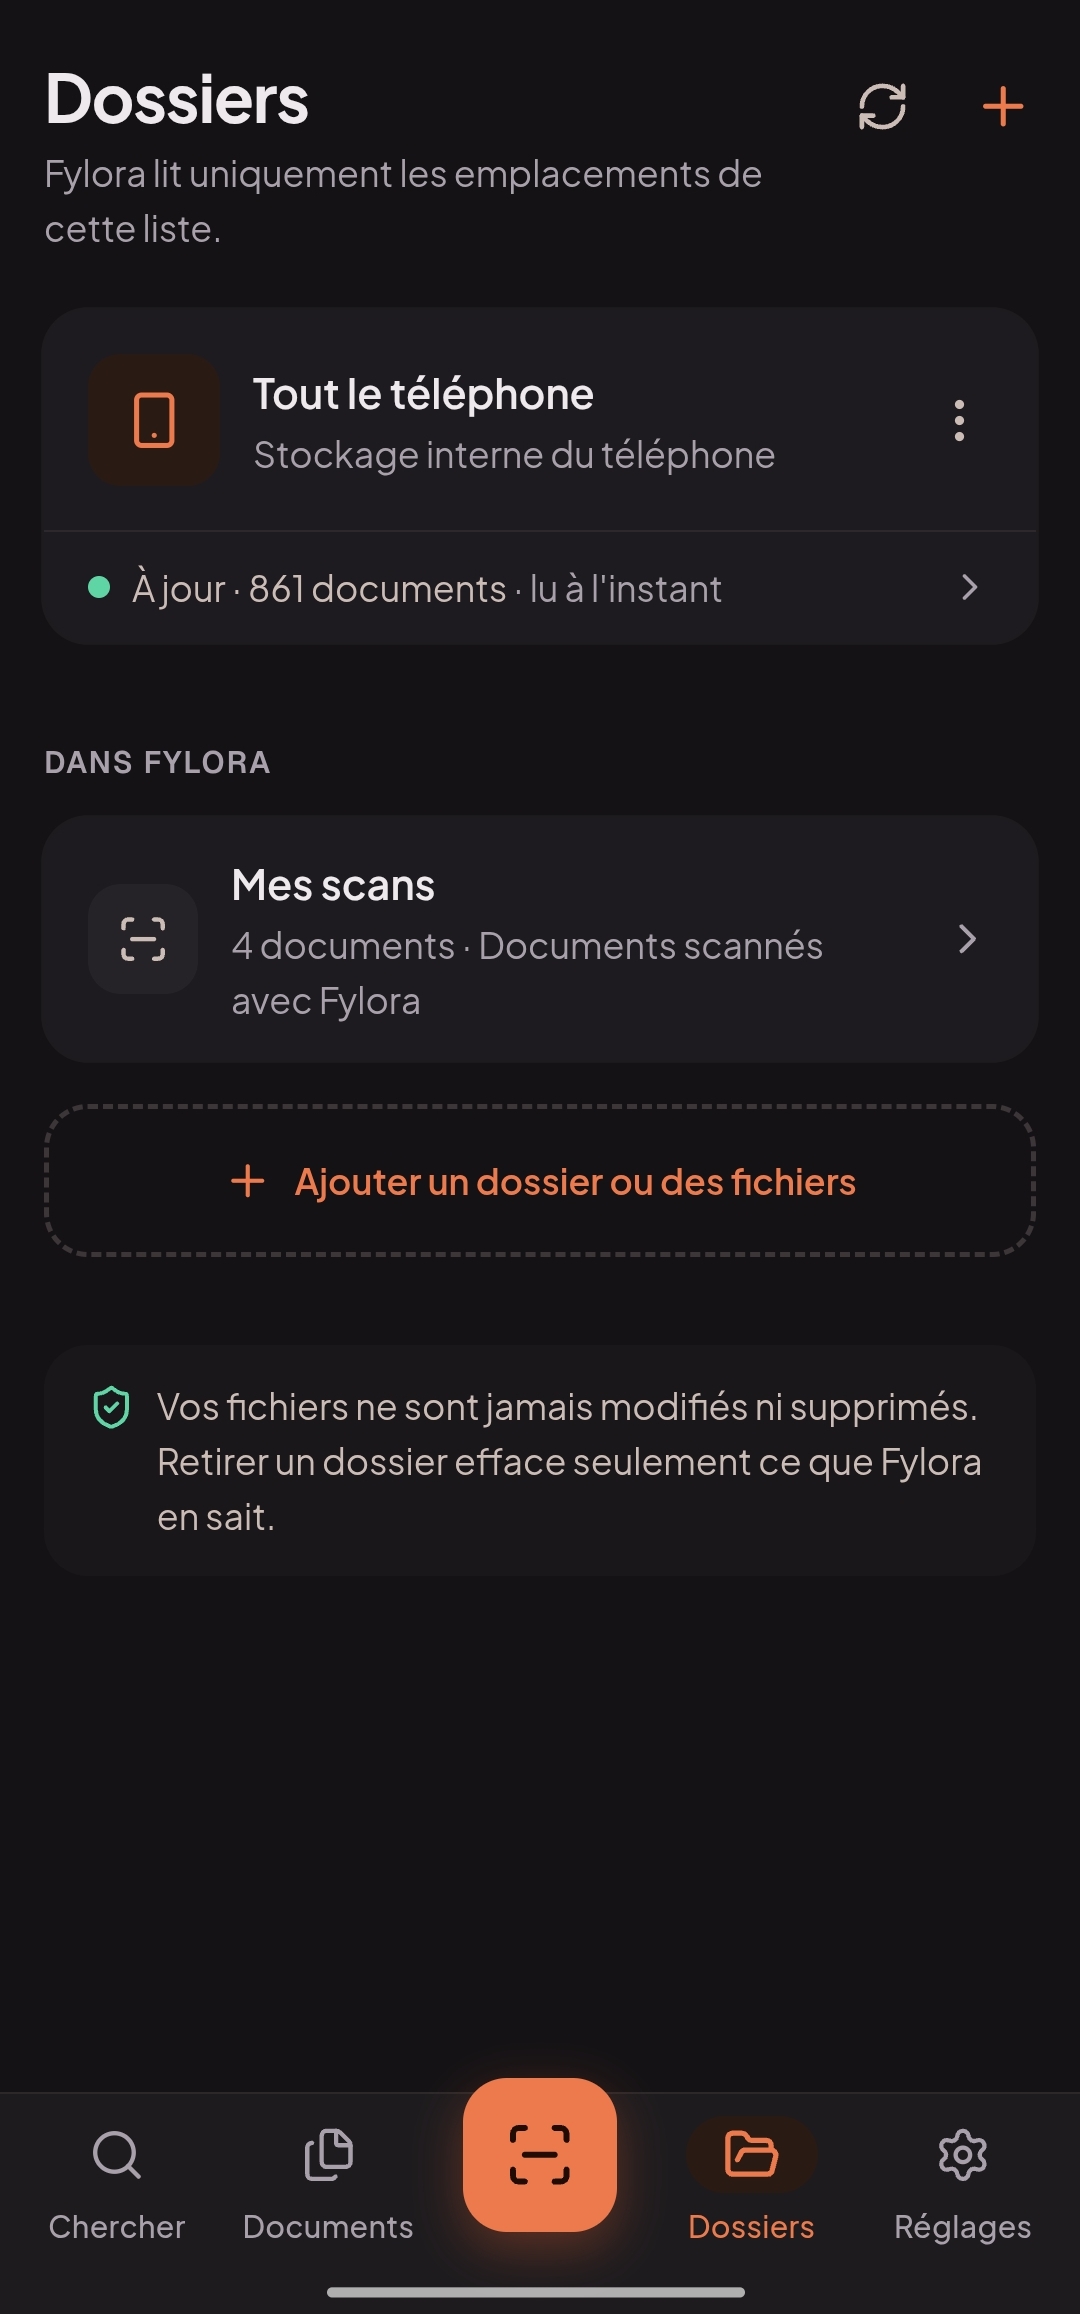 Dossiers
Fylora lit uniquement les emplacements de
cette liste.
Tout le téléphone
Stockage interne du téléphone
À jour · 861 documents · lu à l'instant
DANS FYLORA
Mes scans
4 documents · Documents scannés
avec Fylora
Ajouter un dossier ou des fichiers
Vos fichiers ne sont jamais modifiés ni supprimés.
Retirer un dossier efface seulement ce que Fylora
en sait.
Chercher
Documents
Dossiers
Réglages